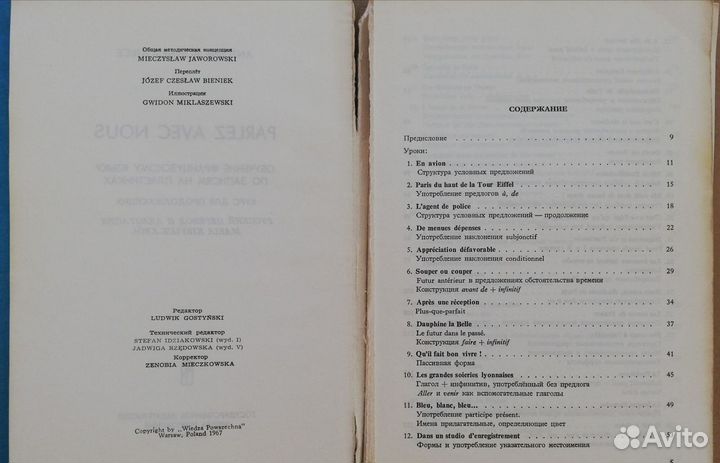 Общая методическая концепция
MIECZYSŁAW JAWOROWSKI
Переплёт
JÓZEF CZESŁAW BIENIEK
Иллюстрации
GWIDON MIKLASZEWSKI
PARLEZ AVEC NOUS
Редактор
LUDWIK GOSTYŃSKI
Технический редактор
STEFAN IDZIAKOWSKI (wyd. I)
JADWIGA RZĘDOWSKA (wyd. V)
Корректор
ZENOBIA MIECZKOWSKA
Copyright by „Wiedza Powszechna"
Warsaw, Poland 1967
СОДЕРЖАНИЕ
Предисловие 9
Уроки:
1. En avion 11
Структура условных предложений
2. Paris du haut de la Tour Eiffel 15
Употребление предлогов à, de
3. L'agent de police 18
Структура условных предложений — продолжение
4. De menues dépenses 22
Употребление наклонения subjonctif
5. Appréciation défavorable 26
Употребление наклонения conditionnel
6. Souper ou couper 29
Futur antérieur в предложениях обстоятельства времени
Конструкция avant de + infinitif
7. Après une réception 34
Plus-que-parfait
8. Dauphine la Belle 37
Le futur dans le passé.
Конструкция faire + infinitif
9. Qu'il fait bon vivre! 41
Пассивная форма
10. Les grandes soieries lyonnaises 45
Глагол + инфинитив, употреблённый без предлога
Aller и venir как вспомогательные глаголы
11. Bleu, blanc, bleu... 49
Употребление participe présent.
Имена прилагательные, определяющие цвет
12. Dans un studio d'enregistrement
Формы и употребление указательного местоимения
Avito